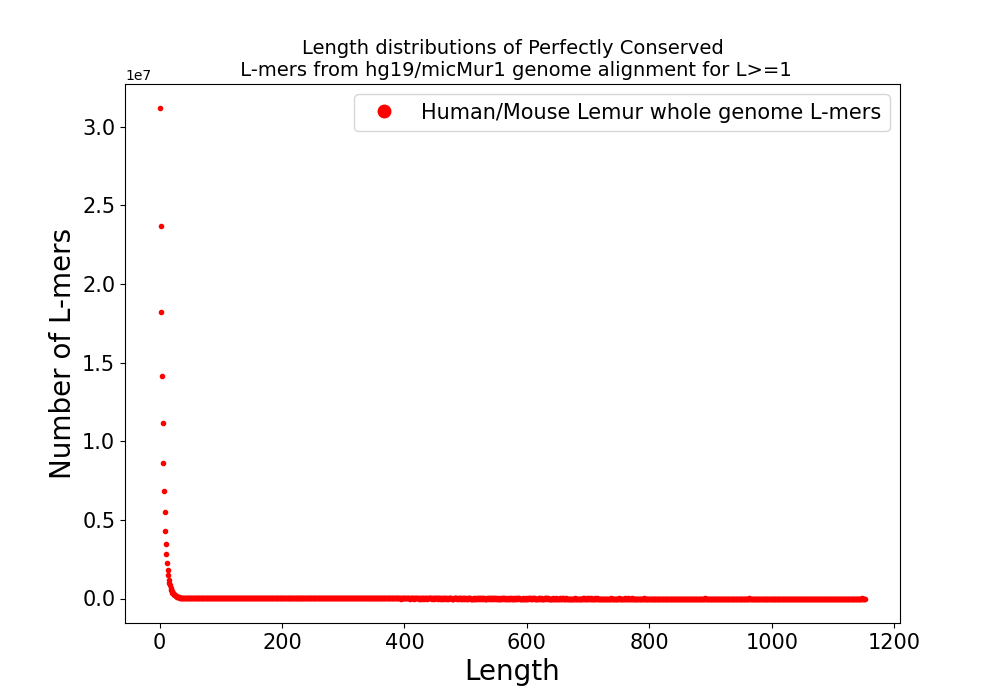 Length distributions of Perfectly Conserved
L-mers from hg19/micMur1 genome alignment for L>=1
1e7
Human/Mouse Lemur whole genome L-mers
3.0
2.5
2.0
1.5
1.0
0.5
0.0
Number of L-mers
0 200 400 600 800 1000 1200
Length